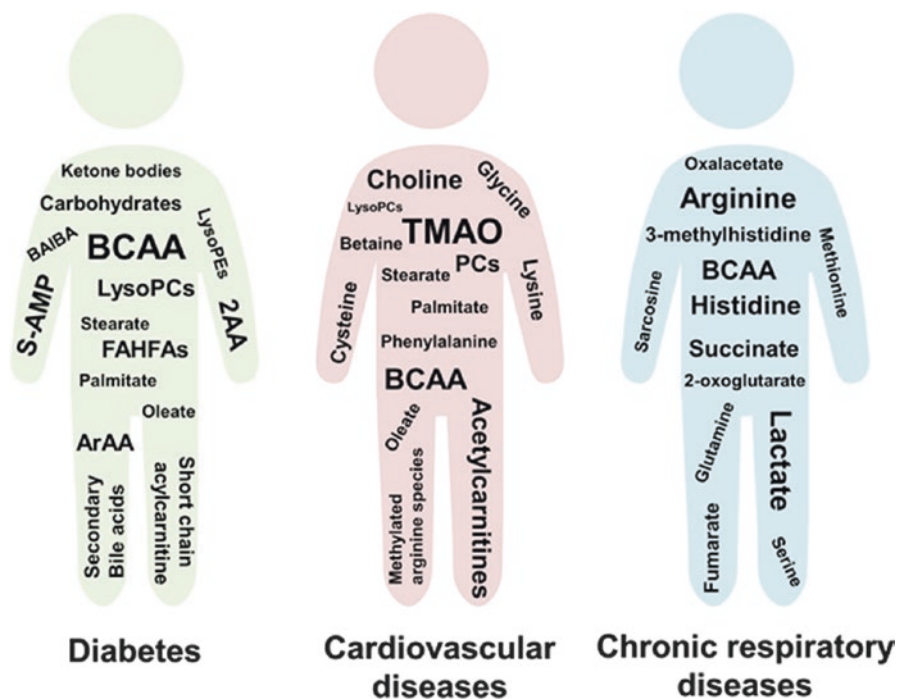 Ketone bodies
Carbohydrates
BAIBA
BCAA
LysoPEs
LysoPCs
S-AMP
2AA
Stearate
FAHFAs
Palmitate
Oleate
ArAA
Secondary
Bile acids
Short chain
acylcarnitine
Diabetes
Choline
Glycine
LysoPCs
TMAO
Betaine
PCs
Stearate
Lysine
Cysteine
Palmitate
Phenylalanine
BCAA
Oleate
Acetylcarnitines
Methylated
arginine species
Cardiovascular
diseases
Oxalacetate
Arginine
3-methylhistidine
Methionine
BCAA
Sarcosine
Histidine
Succinate
2-oxoglutarate
Glutamine
Lactate
Fumarate
Serine
Chronic respiratory
diseases